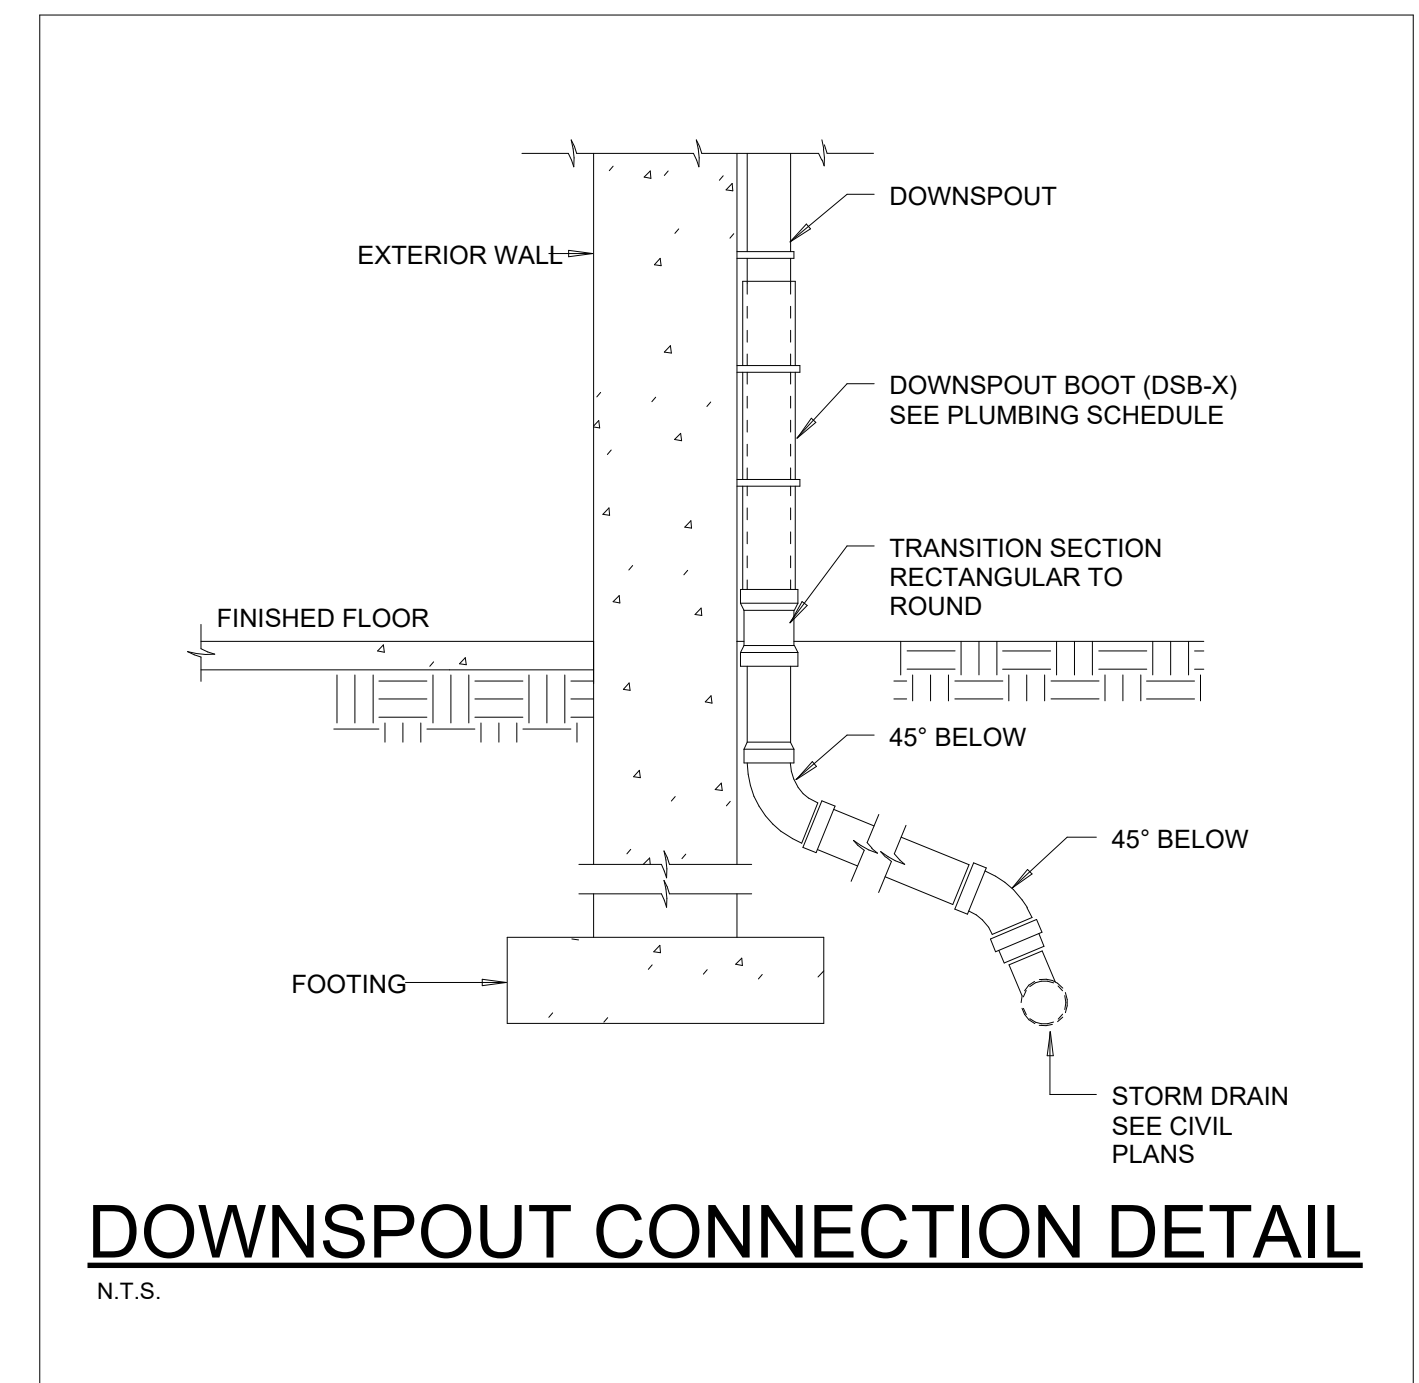 DOWNSPOUT
EXTERIOR WALL
DOWNSPOUT BOOT (DSB-X)
SEE PLUMBING SCHEDULE
TRANSITION SECTION
RECTANGULAR TO
ROUND
FINISHED FLOOR
45° BELOW
45° BELOW
FOOTING
STORM DRAIN
SEE CIVIL
PLANS
DOWNSPOUT CONNECTION DETAIL
N.T.S.